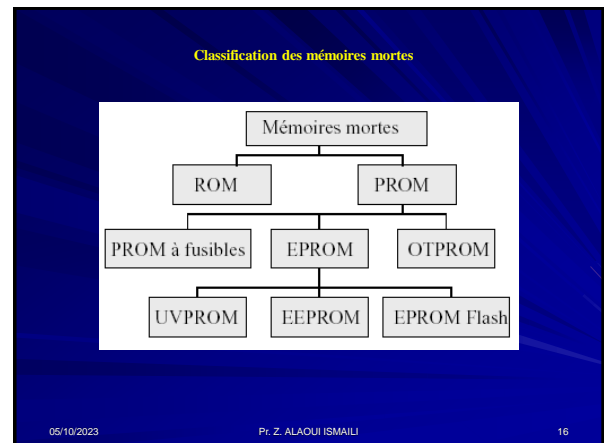 Classification des mémoires mortes
Mémoires mortes
ROM PROM
PROM à fusibles EPROM OTPROM
UVPROM EEPROM EPROM Flash
05/10/2023 Pr. Z. ALAOUI ISMAILI 16